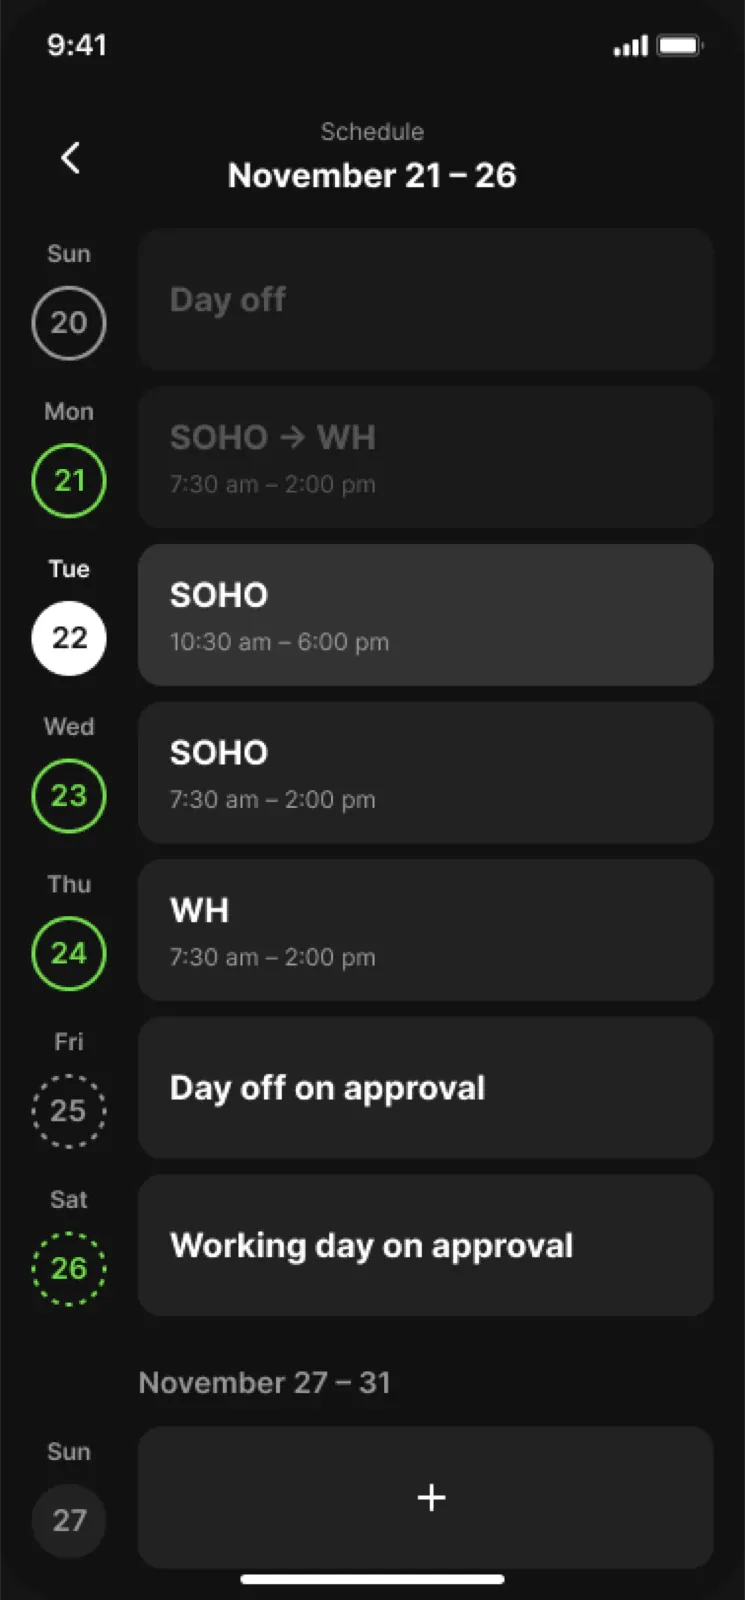 9:41
Schedule
November 21 – 26
Sun
20
Day off
Mon
21
SOHO → WH
7:30 am – 2:00 pm
Tue
22
SOHO
10:30 am – 6:00 pm
Wed
23
SOHO
7:30 am – 2:00 pm
Thu
24
WH
7:30 am – 2:00 pm
Fri
25
Day off on approval
Sat
26
Working day on approval
November 27 – 31
Sun
27
+